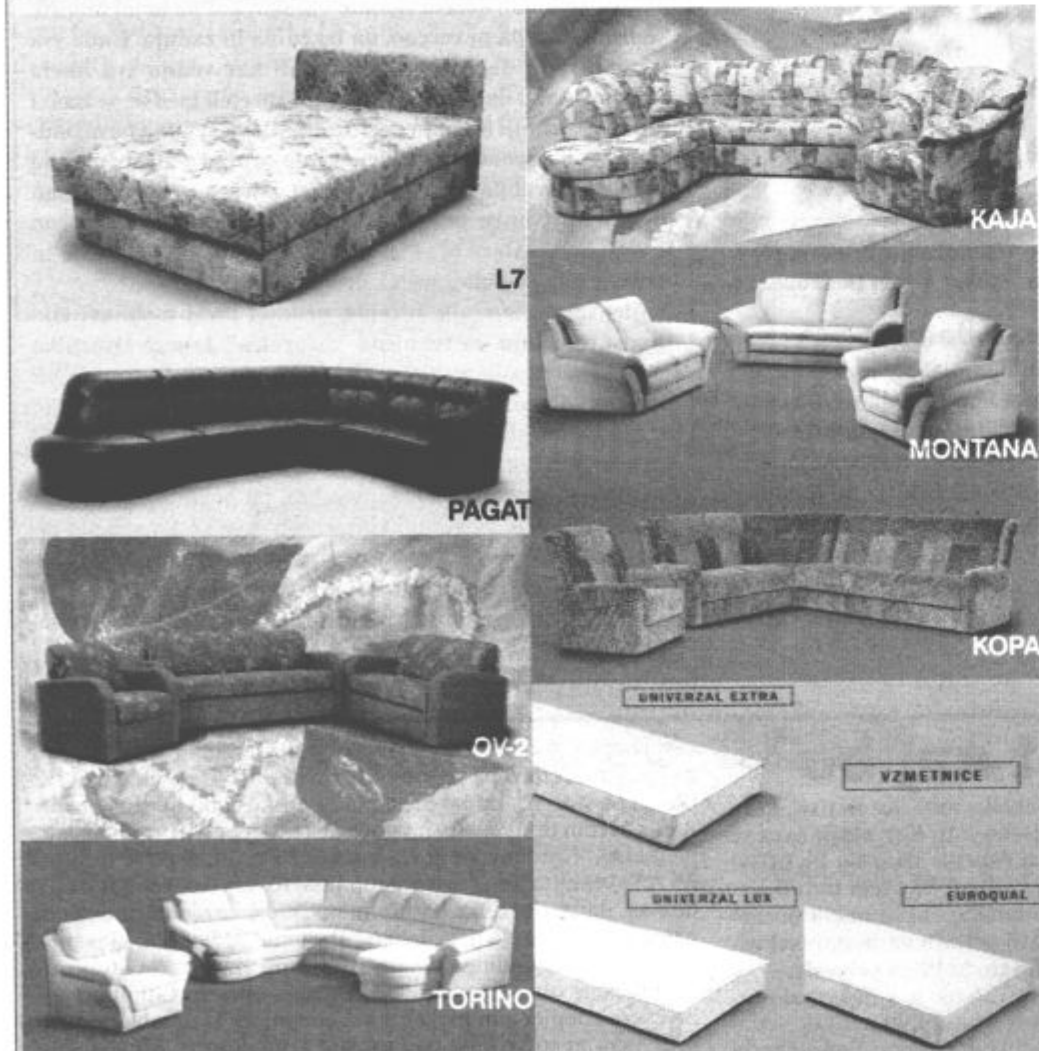 L7
KAJA
MONTANA
PAGAT
KOPA
OV-2
UNIVERZAL EXTRA
VZMETNICE
UNIVERZAL LUX
EUROQUAL
TORINO